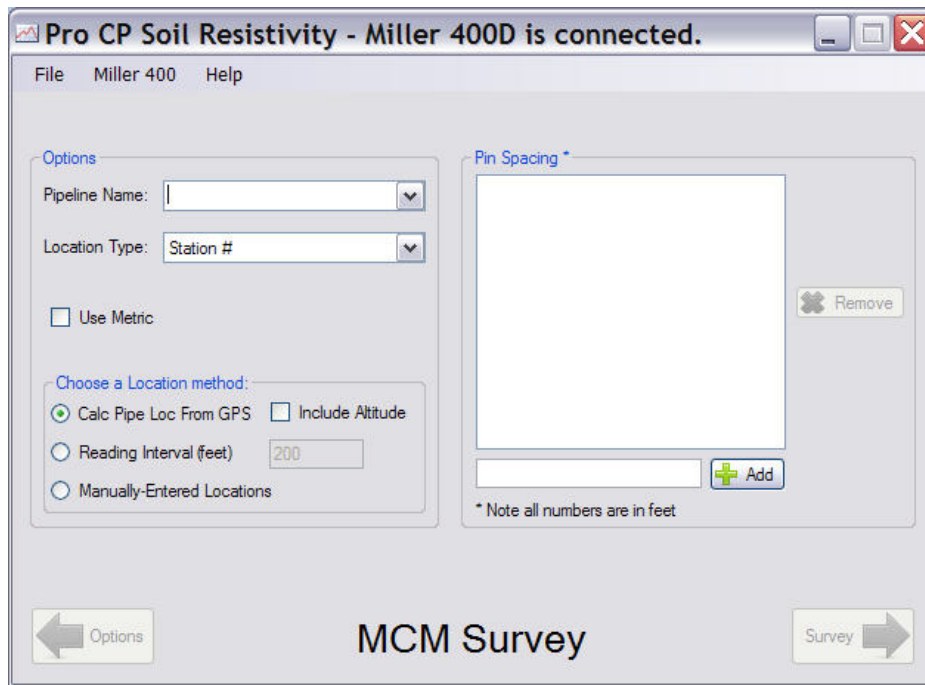 Pro CP Soil Resistivity - Miller 400D is connected.
File Miller 400 Help
Options
Pipeline Name:
Location Type: Station #
Use Metric
Choose a Location method:
Calc Pipe Loc From GPS Include Altitude
Reading Interval (feet) 200
Manually-Entered Locations
Pin Spacing *
Remove
Add
* Note all numbers are in feet
Options MCM Survey Survey